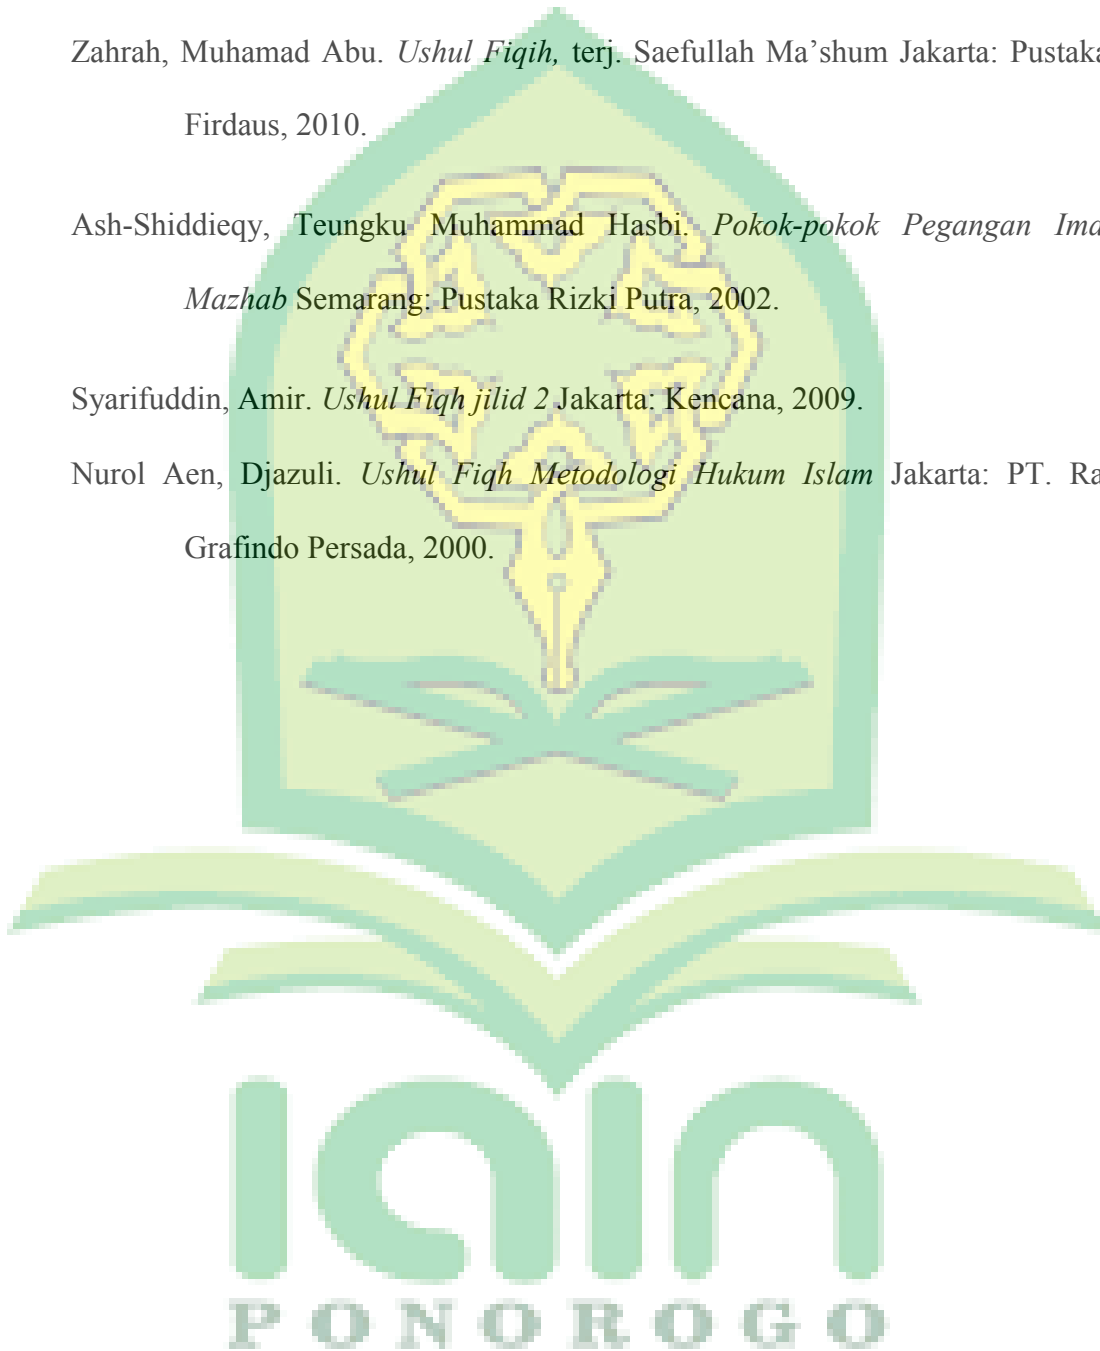 Zahrah, Muhamad Abu. Ushul Fiqih, terj. Saefullah Ma’shum Jakarta: Pustaka
Firdaus, 2010.
Ash-Shiddieqy, Teungku Muhammad Hasbi. Pokok-pokok Pegangan
Mazhab Semarang: Pustaka Rizki Putra, 2002.
Syarifuddin, Amir. Ushul Fiqh jilid 2 Jakarta: Kencana, 2009.
Nurol Aen, Djazuli. Ushul Fiqh Metodologi Hukum Islam Jakarta: PT.
Grafindo Persada, 2000.
iain
PONOROGO